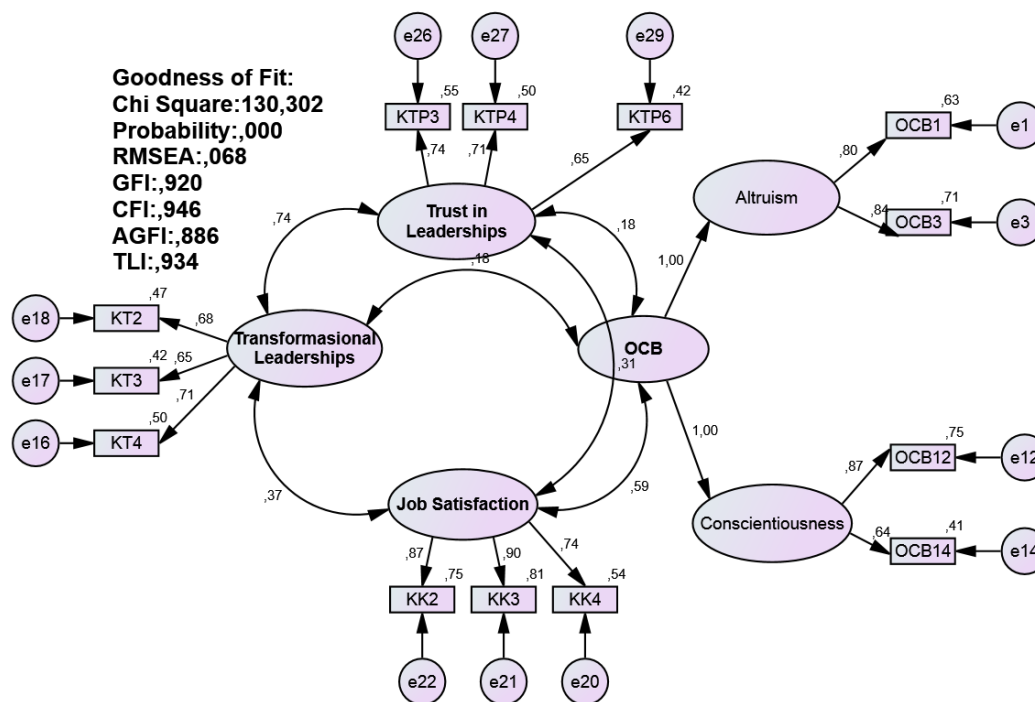 Goodness of Fit:
Chi Square:130,302
Probability:,000
RMSEA:,068
GFI:,920
CFI:,946
AGFI:,886
TLI:,934
e26
e27
e29
,55
,50
,42
KTP3
KTP4
KTP6
,74
,71
,65
Trust in
Leaderships
,63
OCB1
e1
,80
Altruism
,71
,84
OCB3
e3
,74
,18
,18
1,00
,47
e18
KT2
,68
Transformasional
Leaderships
OCB
,31
,42
e17
KT3
,65
,71
,50
e16
KT4
1,00
,75
OCB12
e12
,87
,37
,59
Job Satisfaction
Conscientiousness
,64
,41
OCB14
e14
,87
,90
,74
,75
,81
,54
KK2
KK3
KK4
e22
e21
e20